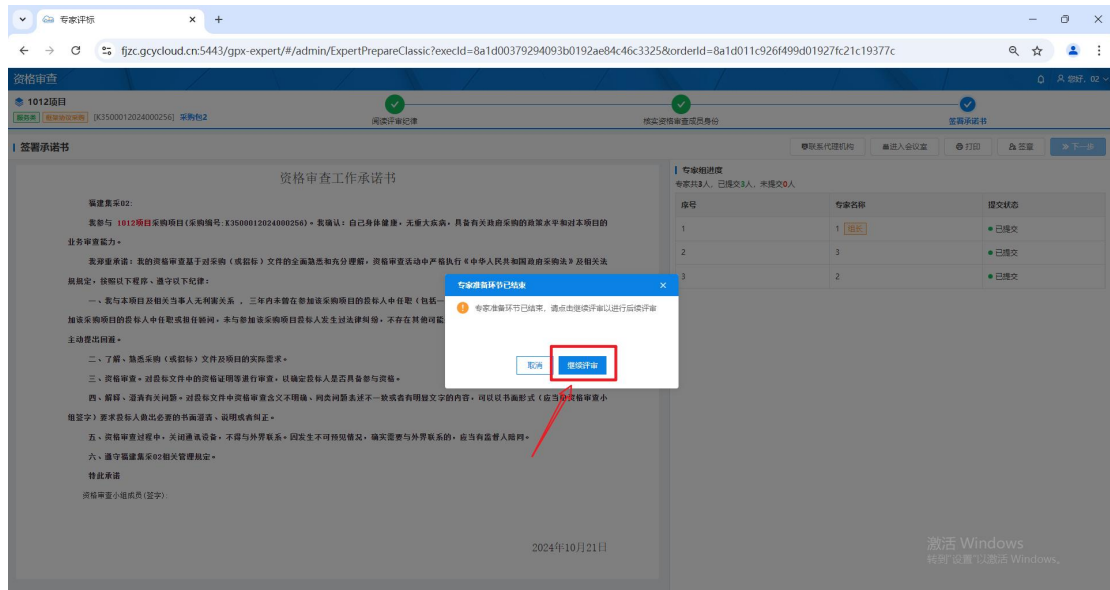 专家评标
fjzc.gcycloud.cn:5443/gpx-expert/#/admin/ExpertPrepareClassic?execId=8a1d00379294093b0192ae84c46c3325&orderId=8a1d011c926f499d01927fc21c19377c
资格审查
您好，02
1012项目
服务类 框架协议采购 [K3500012024000256] 采购包2
阅读评审纪律
核实资格审查成员身份
签署承诺书
签署承诺书
联系代理机构 进入会议室 打印 签章 下一步
资格审查工作承诺书
福建集采02:
我参与 1012项目采购项目(采购编号:K3500012024000256)。我确认：自己身体健康，无重大疾病，具备有关政府采购的政策水平和对本项目的
业务审查能力。
我郑重承诺：我的资格审查基于对采购（或招标）文件的全面熟悉和充分理解，资格审查活动中严格执行《中华人民共和国政府采购法》及相关法
规规定，按照以下程序、遵守以下纪律：
一、我与本项目及相关当事人无利害关系 ，三年内未曾在参加该采购项目的投标人中任职（包括一
加该采购项目的投标人中任职或担任顾问，未与参加该采购项目投标人发生过法律纠纷，不存在其他可能
主动提出回避。
二、了解、熟悉采购（或招标）文件及项目的实际需求。
三、资格审查。对投标文件中的资格证明等进行审查，以确定投标人是否具备参与资格。
四、解释、澄清有关问题。对投标文件中资格审查含义不明确、同类问题表述不一致或者有明显文字的内容，可以以书面形式（应当由资格审查小
组签字）要求投标人做出必要的书面澄清、说明或者纠正。
五、资格审查过程中，关闭通讯设备，不得与外界联系。因发生不可预见情况，确实需要与外界联系的，应当有监督人陪同。
六、遵守福建集采02相关管理规定。
特此承诺
资格审查小组成员(签字):
2024年10月21日
专家组进度
专家共3人，已提交3人，未提交0人
序号 专家名称 提交状态
1 1 组长 已提交
2 3 已提交
3 2 已提交
专家准备环节已结束
专家准备环节已结束，请点击继续评审以进行后续评审
取消 继续评审
激活 Windows
转到"设置"以激活 Windows。